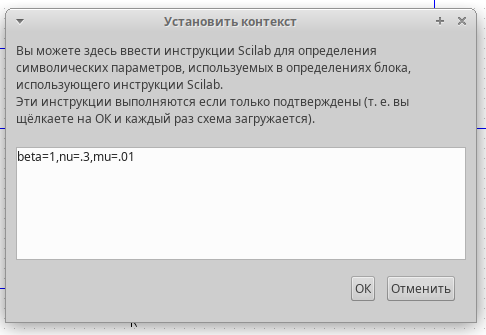 Установить контекст
Вы можете здесь ввести инструкции Scilab для определения
символических параметров, используемых в определениях блока,
использующего инструкции Scilab.
Эти инструкции выполняются если только подтверждены (т. е. вы
щёлкаете на ОК и каждый раз схема загружается).
beta=1,nu=.3,mu=.01
ОК Отменить